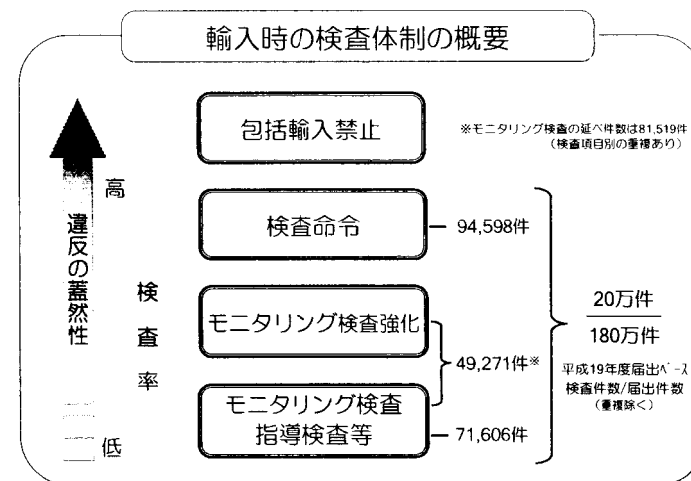 輸入時の検査体制の概要
包括輸入禁止
※モニタリング検査の延べ件数は81,519件
(検査項目別の重複あり)
高
違反の蓋然性
検査率
低
検査命令
94,598件
モニタリング検査強化
49,271件※
モニタリング検査
指導検査等
71,606件
20万件
180万件
平成19年度届出ベース
検査件数/届出件数
(重複除く)